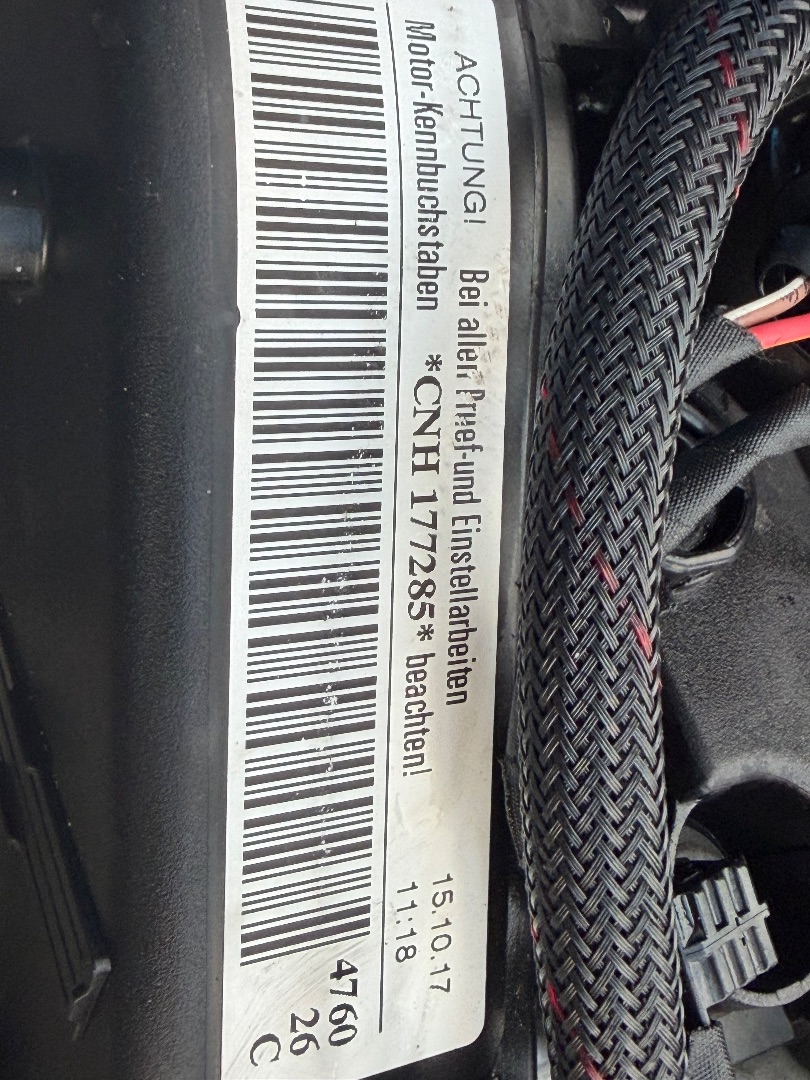 ACHTUNG! Bei allen Pruef-und Einstellarbeiten
Motor-Kennbuchstaben *CNH 177285* beachten!
15.10.17
11:18
4760
26
C